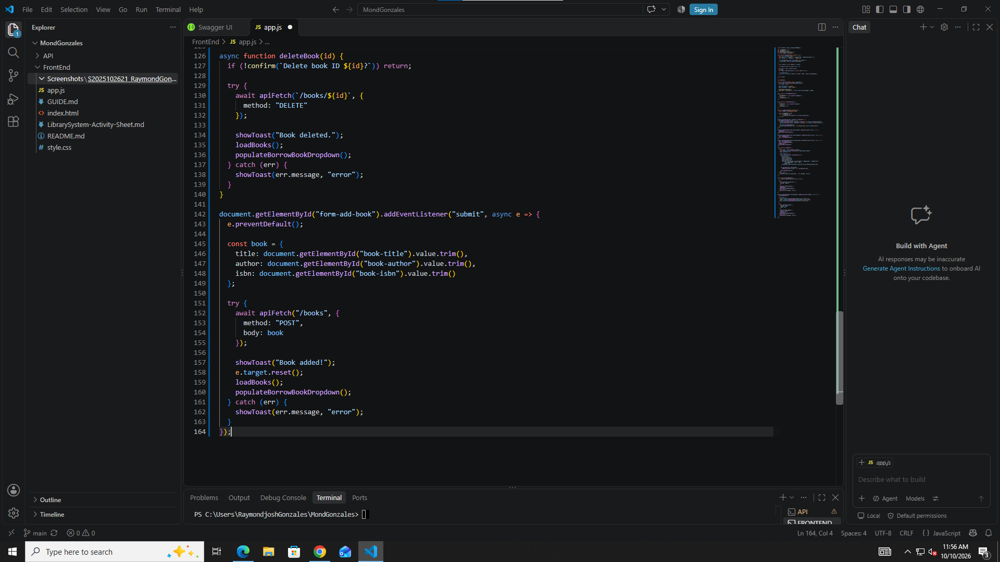 File Edit Selection View Go Run Terminal Help
MondGonzales
Sign In
Explorer
MondGonzales
API
FrontEnd
Screenshots\S2025102621_RaymondGon...
JS app.js
GUIDE.md
<> index.html
LibrarySystem-Activity-Sheet.md
README.md
# style.css
Outline
Timeline
Swagger UI
JS app.js
FrontEnd > JS app.js > ...
126 async function deleteBook(id) {
127 if (!confirm(`Delete book ID ${id}?`)) return;
128
129 try {
130 await apiFetch(`/books/${id}`, {
131 method: "DELETE"
132 });
133
134 showToast("Book deleted.");
135 loadBooks();
136 populateBorrowBookDropdown();
137 } catch (err) {
138 showToast(err.message, "error");
139 }
140 }
141
142 document.getElementById("form-add-book").addEventListener("submit", async e => {
143 e.preventDefault();
144
145 const book = {
146 title: document.getElementById("book-title").value.trim(),
147 author: document.getElementById("book-author").value.trim(),
148 isbn: document.getElementById("book-isbn").value.trim()
149 };
150
151 try {
152 await apiFetch("/books", {
153 method: "POST",
154 body: book
155 });
156
157 showToast("Book added!");
158 e.target.reset();
159 loadBooks();
160 populateBorrowBookDropdown();
161 } catch (err) {
162 showToast(err.message, "error");
163 }
164 });
Problems Output Debug Console Terminal Ports
PS C:\Users\RaymondjoshGonzales\MondGonzales>
API
FRONTEND
Chat
Build with Agent
AI responses may be inaccurate
Generate Agent Instructions to onboard AI
onto your codebase.
JS app.js
Describe what to build
Agent Models
Local Default permissions
main 0 0
Ln 164, Col 4 Spaces: 4 UTF-8 CRLF {} JavaScript
Type here to search
11:56 AM
10/10/2026
3